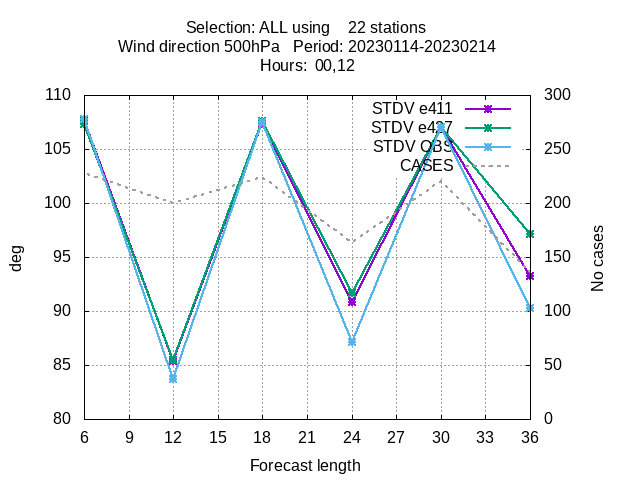 Selection: ALL using 22 stations
Wind direction 500hPa Period: 20230114-20230214
Hours: 00,12
110 300
STDV e411
STDV e427
105 250
STDV OBS
CASES
100 200
deg
95 150
No cases
90 100
85 50
80 0
6 9 12 15 18 21 24 27 30 33 36
Forecast length